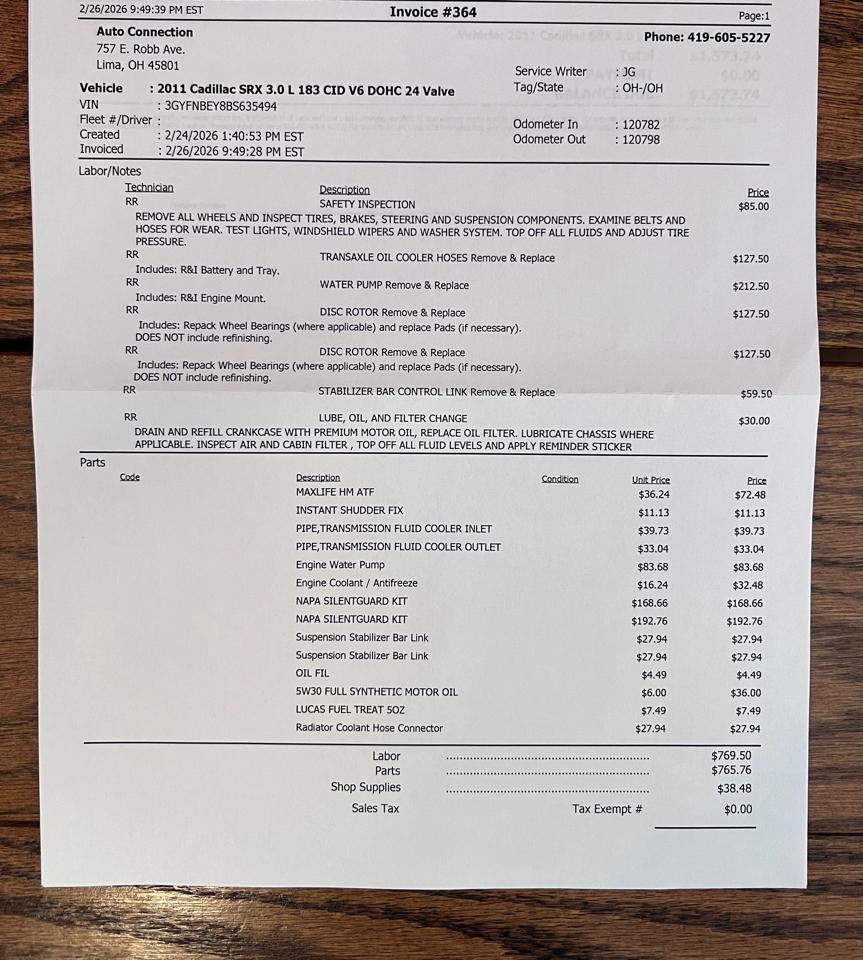 2/26/2026 9:49:39 PM EST Invoice #364 Page:1
Auto Connection Phone: 419-605-5227
757 E. Robb Ave.
Lima, OH 45801
Service Writer : JG
Vehicle : 2011 Cadillac SRX 3.0 L 183 CID V6 DOHC 24 Valve Tag/State : OH-/OH
VIN : 3GYFNBEY8BS635494
Fleet #/Driver : Odometer In : 120782
Created : 2/24/2026 1:40:53 PM EST Odometer Out : 120798
Invoiced : 2/26/2026 9:49:28 PM EST
Labor/Notes
Technician Description Price
RR SAFETY INSPECTION $85.00
REMOVE ALL WHEELS AND INSPECT TIRES, BRAKES, STEERING AND SUSPENSION COMPONENTS. EXAMINE BELTS AND
HOSES FOR WEAR. TEST LIGHTS, WINDSHIELD WIPERS AND WASHER SYSTEM. TOP OFF ALL FLUIDS AND ADJUST TIRE
PRESSURE.
RR TRANSAXLE OIL COOLER HOSES Remove & Replace $127.50
Includes: R&I Battery and Tray.
RR WATER PUMP Remove & Replace $212.50
Includes: R&I Engine Mount.
RR DISC ROTOR Remove & Replace $127.50
Includes: Repack Wheel Bearings (where applicable) and replace Pads (if necessary).
DOES NOT include refinishing.
RR DISC ROTOR Remove & Replace $127.50
Includes: Repack Wheel Bearings (where applicable) and replace Pads (if necessary).
DOES NOT include refinishing.
RR STABILIZER BAR CONTROL LINK Remove & Replace $59.50
RR LUBE, OIL, AND FILTER CHANGE $30.00
DRAIN AND REFILL CRANKCASE WITH PREMIUM MOTOR OIL, REPLACE OIL FILTER. LUBRICATE CHASSIS WHERE
APPLICABLE. INSPECT AIR AND CABIN FILTER , TOP OFF ALL FLUID LEVELS AND APPLY REMINDER STICKER
Parts
Code Description Condition Unit Price Price
MAXLIFE HM ATF $36.24 $72.48
INSTANT SHUDDER FIX $11.13 $11.13
PIPE,TRANSMISSION FLUID COOLER INLET $39.73 $39.73
PIPE,TRANSMISSION FLUID COOLER OUTLET $33.04 $33.04
Engine Water Pump $83.68 $83.68
Engine Coolant / Antifreeze $16.24 $32.48
NAPA SILENTGUARD KIT $168.66 $168.66
NAPA SILENTGUARD KIT $192.76 $192.76
Suspension Stabilizer Bar Link $27.94 $27.94
Suspension Stabilizer Bar Link $27.94 $27.94
OIL FIL $4.49 $4.49
5W30 FULL SYNTHETIC MOTOR OIL $6.00 $36.00
LUCAS FUEL TREAT 5OZ $7.49 $7.49
Radiator Coolant Hose Connector $27.94 $27.94
Labor $769.50
Parts $765.76
Shop Supplies $38.48
Sales Tax Tax Exempt # $0.00